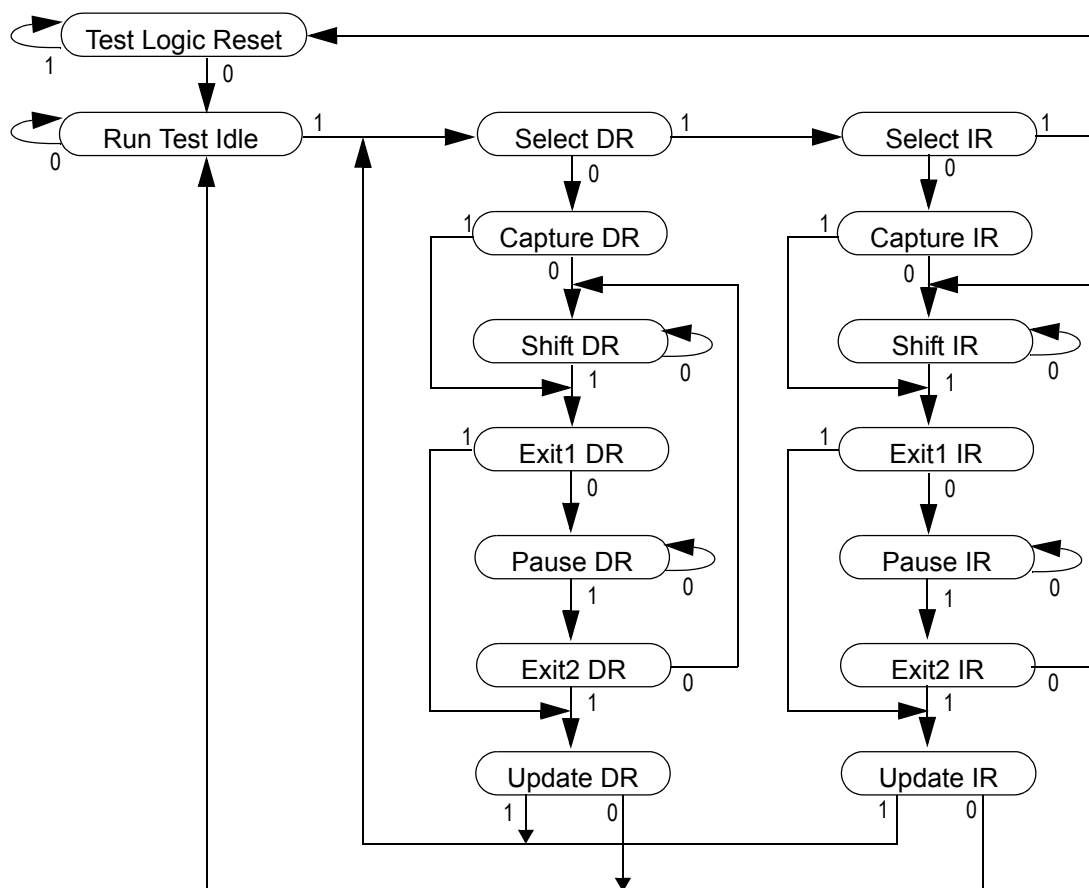 Test Logic Reset
1
0
Run Test Idle
1
0
Select DR
1
0
Select IR
1
0
Capture DR
1
0
Capture IR
1
0
Shift DR
0
1
Shift IR
0
1
Exit1 DR
1
0
Exit1 IR
1
0
Pause DR
0
1
Pause IR
0
1
Exit2 DR
0
1
Exit2 IR
0
1
Update DR
1
0
Update IR
1
0